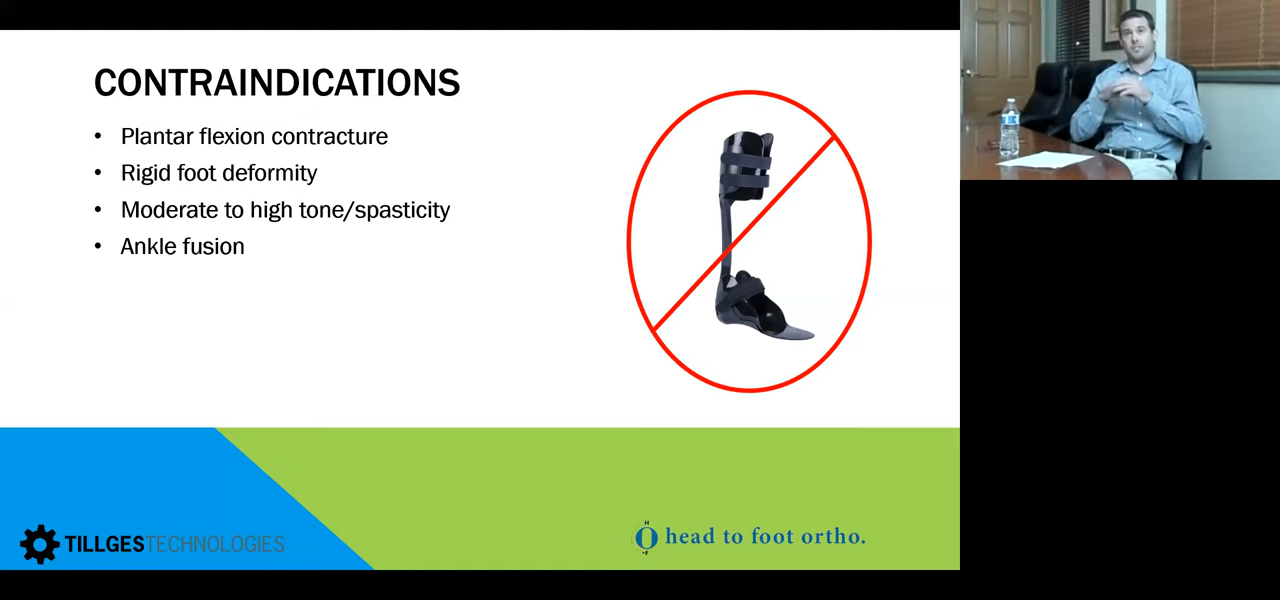 CONTRAINDICATIONS
• Plantar flexion contracture
• Rigid foot deformity
• Moderate to high tone/spasticity
• Ankle fusion
TILLGESTECHNOLOGIES
head to foot ortho.